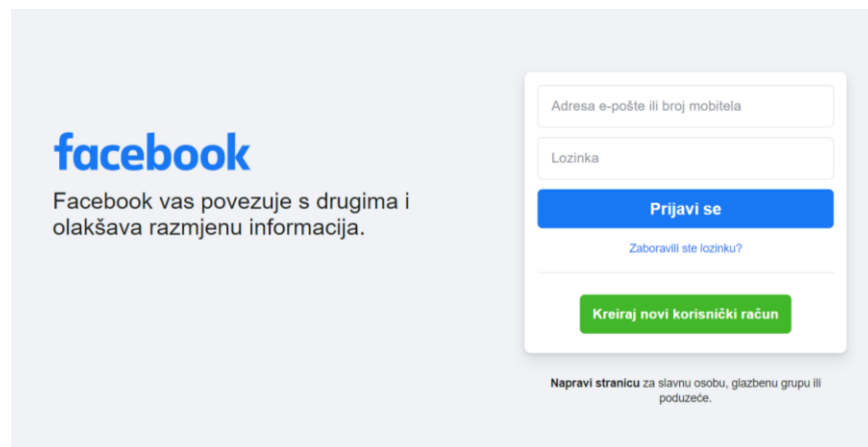 facebook
Facebook vas povezuje s drugima i
olakšava razmjenu informacija.
Adresa e-pošte ili broj mobitela
Lozinka
Prijavi se
Zaboravili ste lozinku?
Kreiraj novi korisnički račun
Napravi stranicu za slavnu osobu, glazbenu grupu ili
poduzeće.